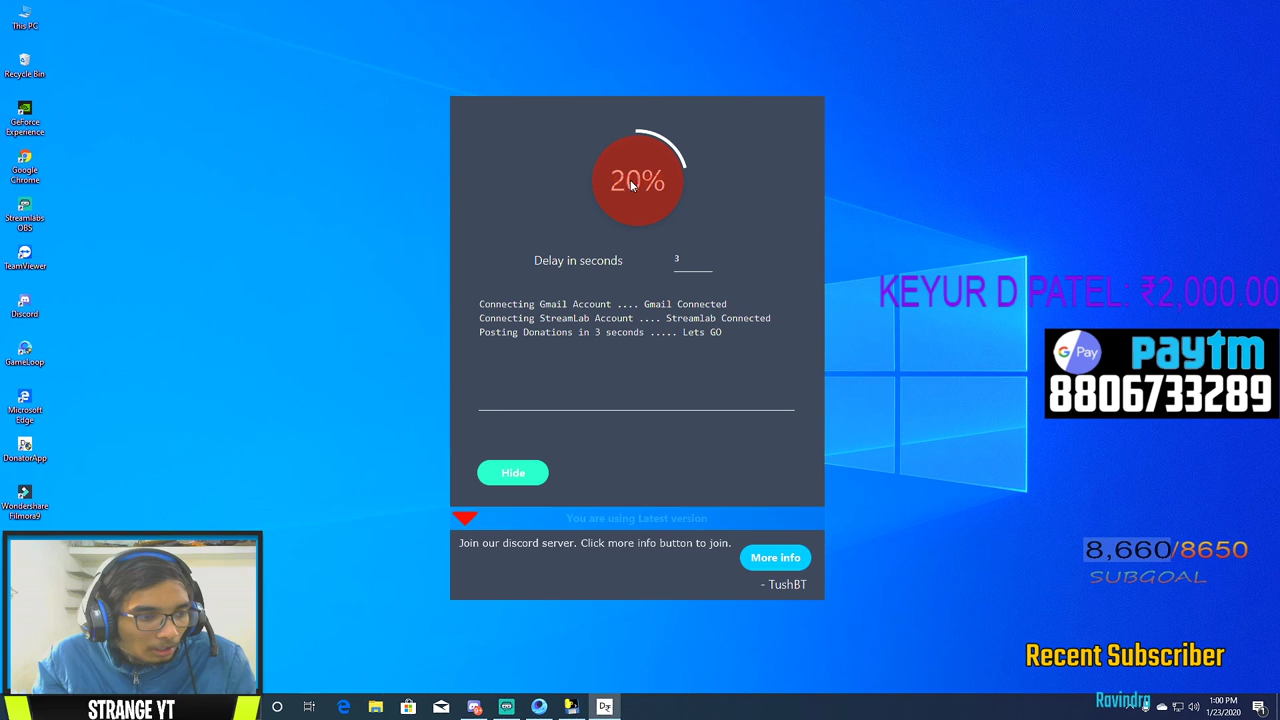 This PC
Recycle Bin
GeForce
Experience
Google
Chrome
Streamlabs
OBS
TeamViewer
Discord
GameLoop
Microsoft
Edge
DonatorApp
Wondershare
Filmora9
20%
Delay in seconds
3
Connecting Gmail Account .... Gmail Connected
Connecting StreamLab Account .... Streamlab Connected
Posting Donations in 3 seconds ..... Lets GO
Hide
You are using Latest version
Join our discord server. Click more info button to join.
More info
- TushBT
KEYUR D PATEL: ₹2,000.00
G Pay
paytm
8806733289
8,660/8650
SUBGOAL
Recent Subscriber
Ravindra
STRANGE YT
1:00 PM
1/23/2020